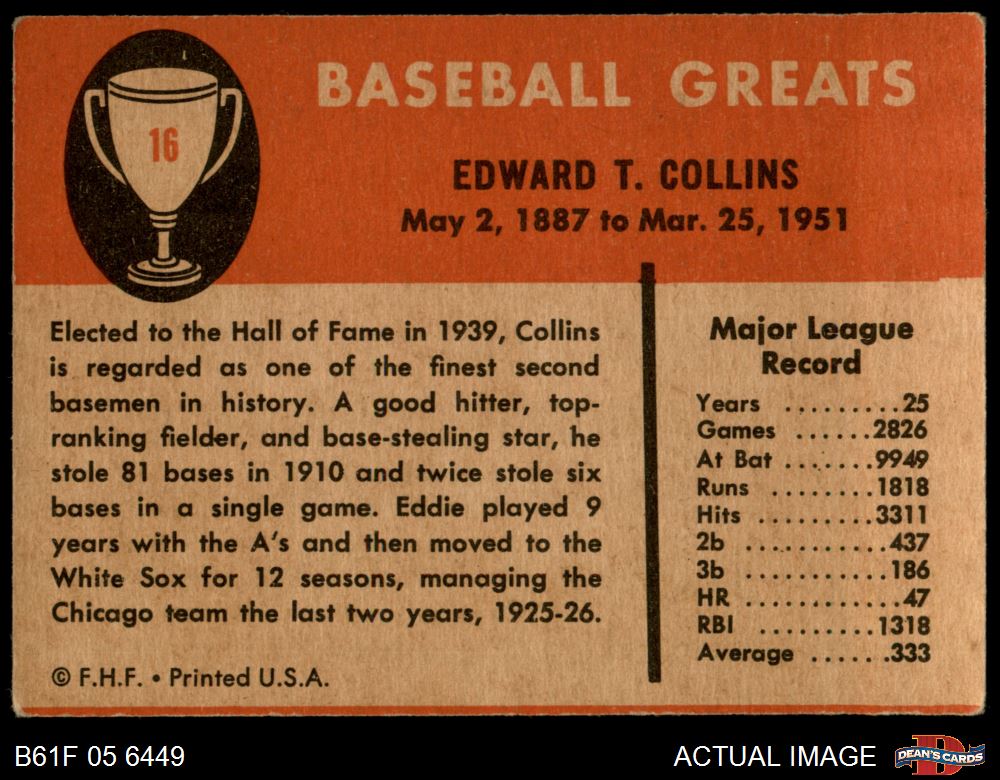 16
BASEBALL GREATS
EDWARD T. COLLINS
May 2, 1887 to Mar. 25, 1951
Elected to the Hall of Fame in 1939, Collins
is regarded as one of the finest second
basemen in history. A good hitter, top-
ranking fielder, and base-stealing star, he
stole 81 bases in 1910 and twice stole six
bases in a single game. Eddie played 9
years with the A's and then moved to the
White Sox for 12 seasons, managing the
Chicago team the last two years, 1925-26.
© F.H.F. • Printed U.S.A.
Major League
Record
Years .........25
Games ......2826
At Bat .......9949
Runs ........1818
Hits .........3311
2b ..........437
3b ..........186
HR ............47
RBI .........1318
Average ......333
B61F 05 6449
ACTUAL IMAGE
DEAN'S CARDS